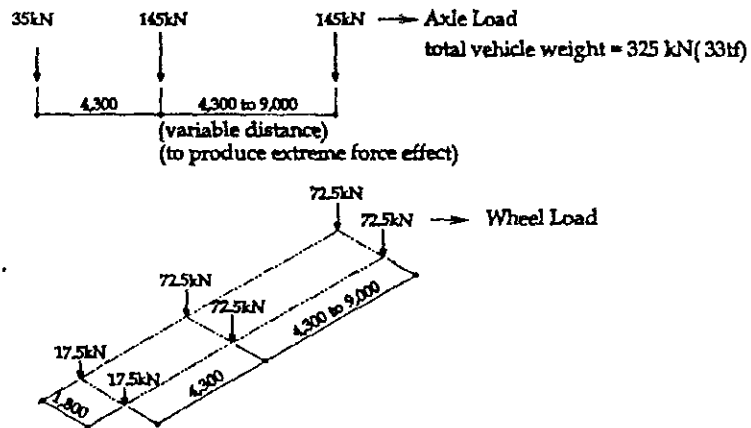 35kN 145kN 145kN Axle Load
total vehicle weight = 325 kN( 33tf)
4,300 4,300 to 9,000
(variable distance)
(to produce extreme force effect)
72.5kN
72.5kN Wheel Load
72.5kN
72.5kN
4,300 to 9,000
17.5kN
17.5kN
4,300
1,800